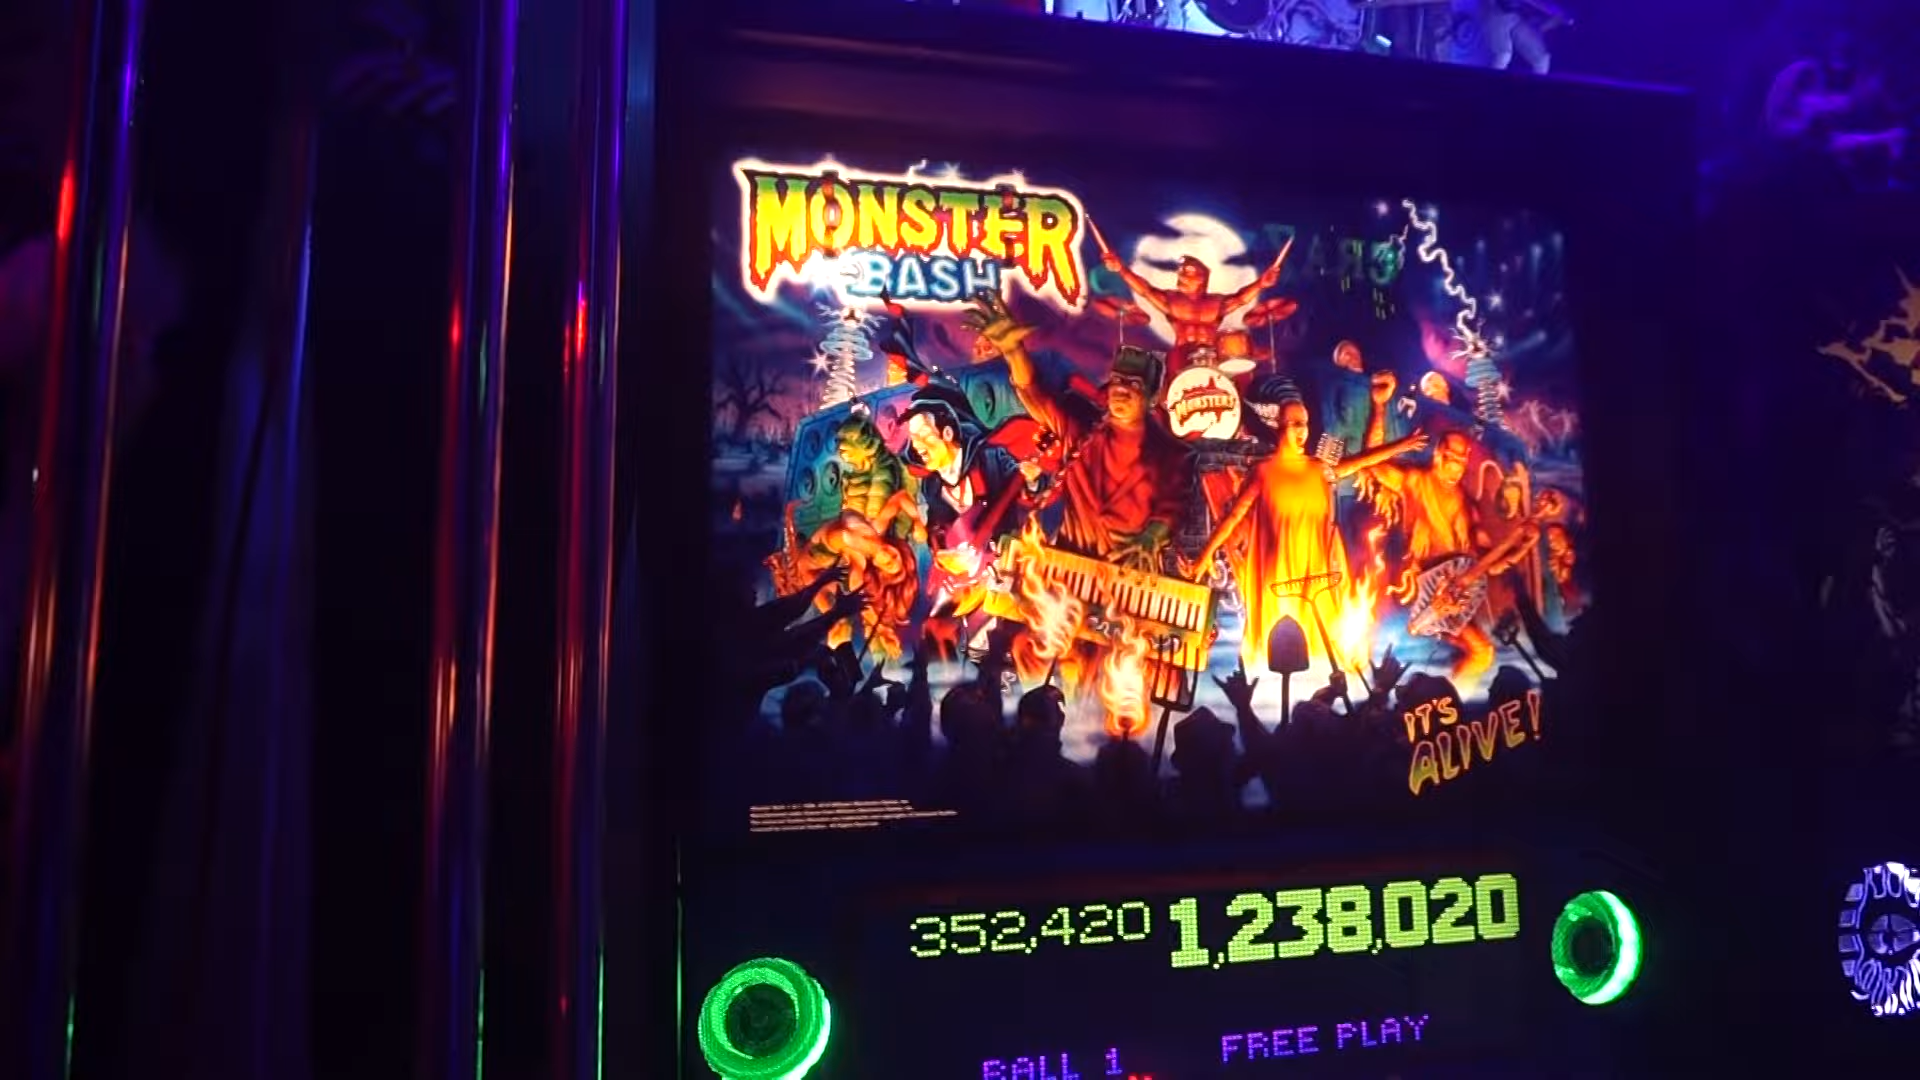 MONSTER
BASH
MONSTERS
IT'S
ALIVE!
352,420 1,238,020
BALL 1 FREE PLAY